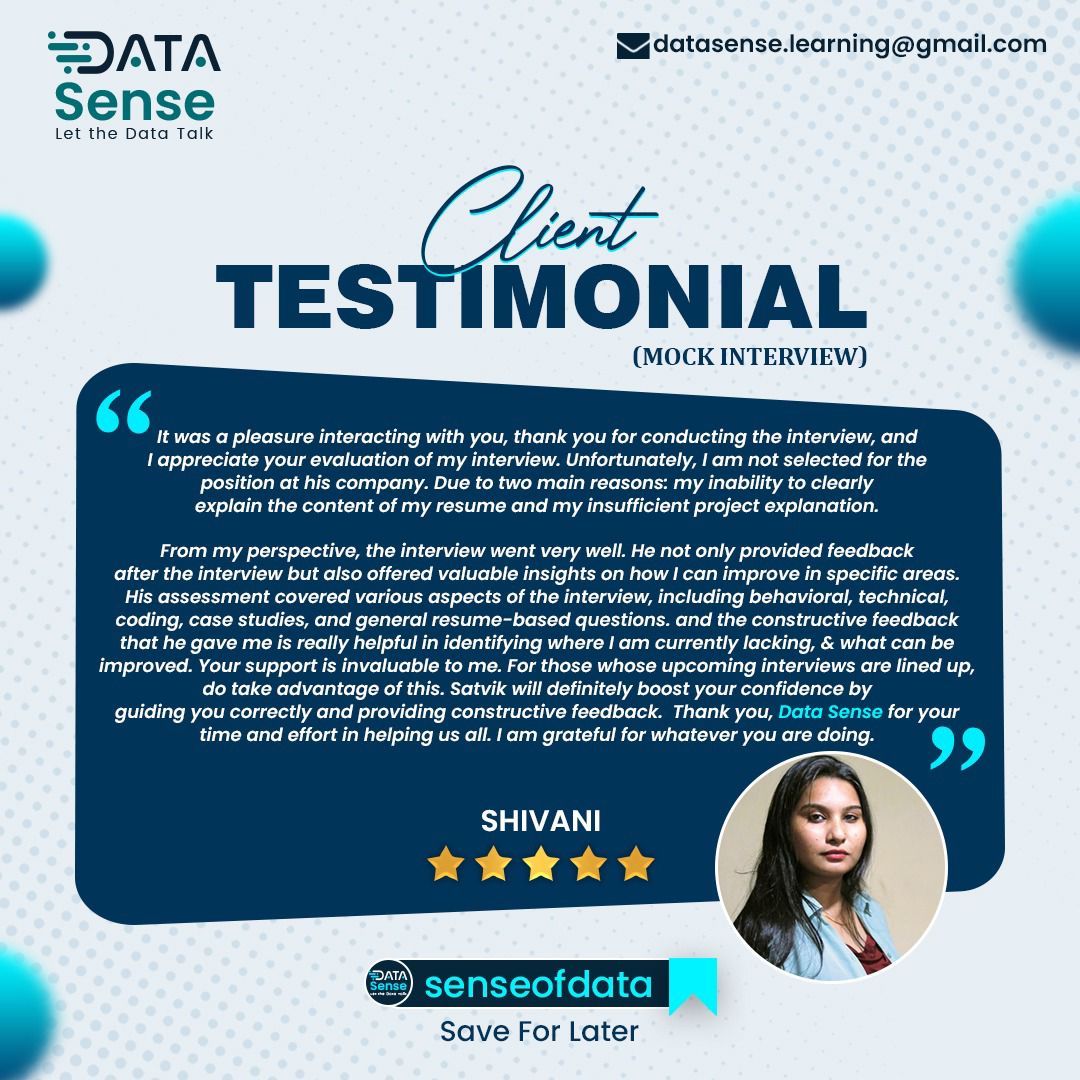 DATA
Sense
Let the Data Talk
datasense.learning@gmail.com
Client
TESTIMONIAL
(MOCK INTERVIEW)
“
It was a pleasure interacting with you, thank you for conducting the interview, and
I appreciate your evaluation of my interview. Unfortunately, I am not selected for the
position at his company. Due to two main reasons: my inability to clearly
explain the content of my resume and my insufficient project explanation.
From my perspective, the interview went very well. He not only provided feedback
after the interview but also offered valuable insights on how I can improve in specific areas.
His assessment covered various aspects of the interview, including behavioral, technical,
coding, case studies, and general resume-based questions. and the constructive feedback
that he gave me is really helpful in identifying where I am currently lacking, & what can be
improved. Your support is invaluable to me. For those whose upcoming interviews are lined up,
do take advantage of this. Satvik will definitely boost your confidence by
guiding you correctly and providing constructive feedback. Thank you, Data Sense for your
time and effort in helping us all. I am grateful for whatever you are doing.
”
SHIVANI
DATA
Sense
Let the Data Talk
senseofdata
Save For Later